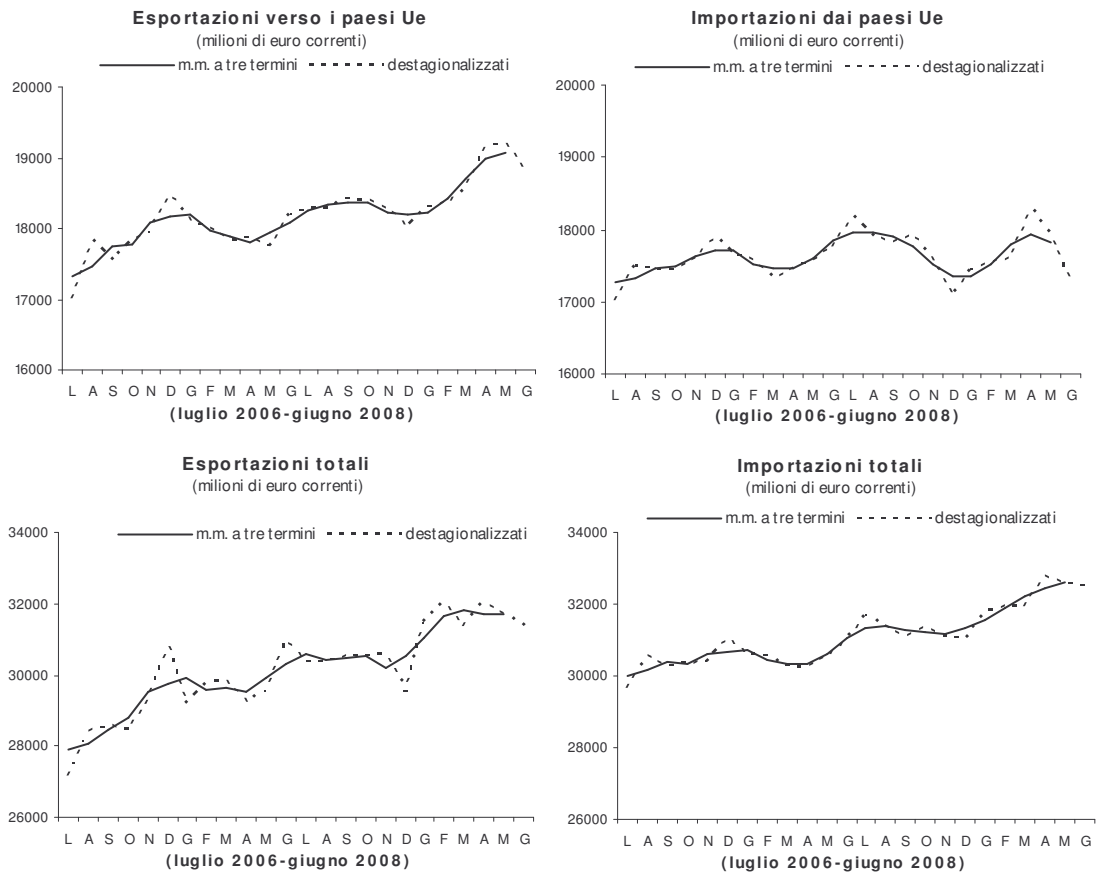 Esportazioni verso i paesi Ue
(milioni di euro correnti)
m.m. a tre termini destagionalizzati
20000
19000
18000
17000
16000
L A S O N D G F M A M G L A S O N D G F M A M G
(luglio 2006-giugno 2008)
Importazioni dai paesi Ue
(milioni di euro correnti)
m.m. a tre termini destagionalizzati
20000
19000
18000
17000
16000
L A S O N D G F M A M G L A S O N D G F M A M G
(luglio 2006-giugno 2008)
Esportazioni totali
(milioni di euro correnti)
m.m. a tre termini destagionalizzati
34000
32000
30000
28000
26000
L A S O N D G F M A M G L A S O N D G F M A M G
(luglio 2006-giugno 2008)
Importazioni totali
(milioni di euro correnti)
m.m. a tre termini destagionalizzati
34000
32000
30000
28000
26000
L A S O N D G F M A M G L A S O N D G F M A M G
(luglio 2006-giugno 2008)